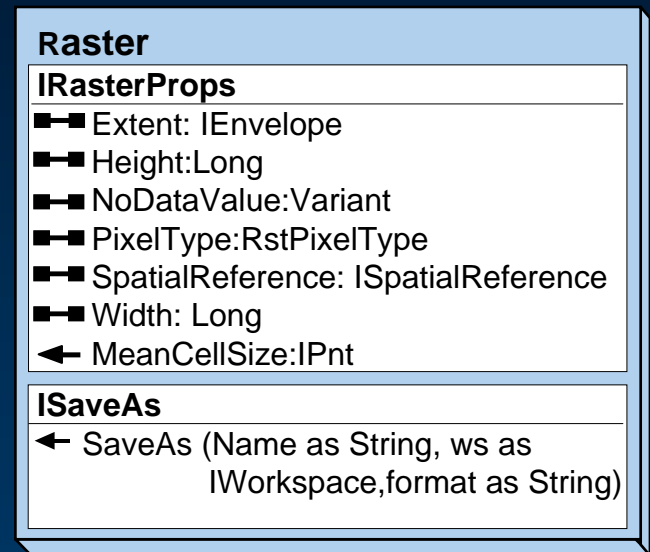 Raster
IRasterProps
Extent: IEnvelope
Height:Long
NoDataValue:Variant
PixelType:RstPixelType
SpatialReference: ISpatialReference
Width: Long
MeanCellSize:IPnt
ISaveAs
SaveAs (Name as String, ws as
IWorkspace,format as String)